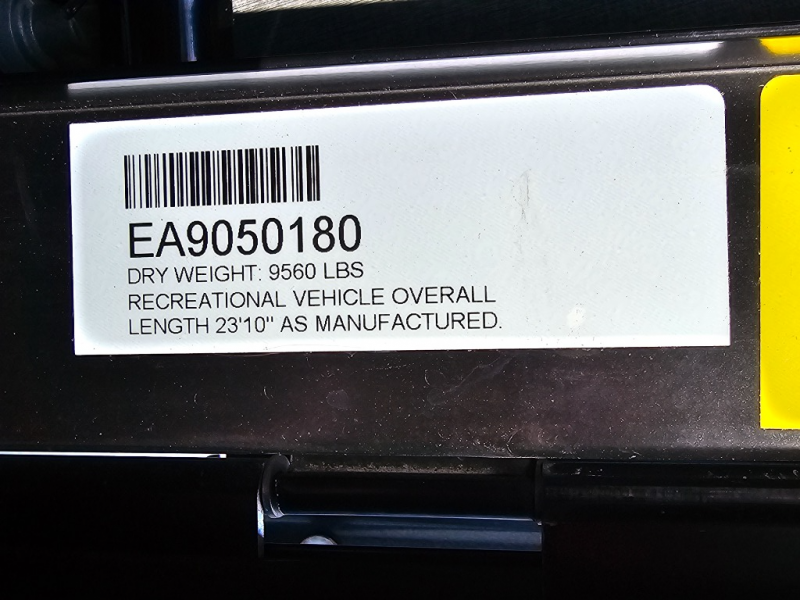 EA9050180
DRY WEIGHT: 9560 LBS
RECREATIONAL VEHICLE OVERALL
LENGTH 23'10" AS MANUFACTURED.